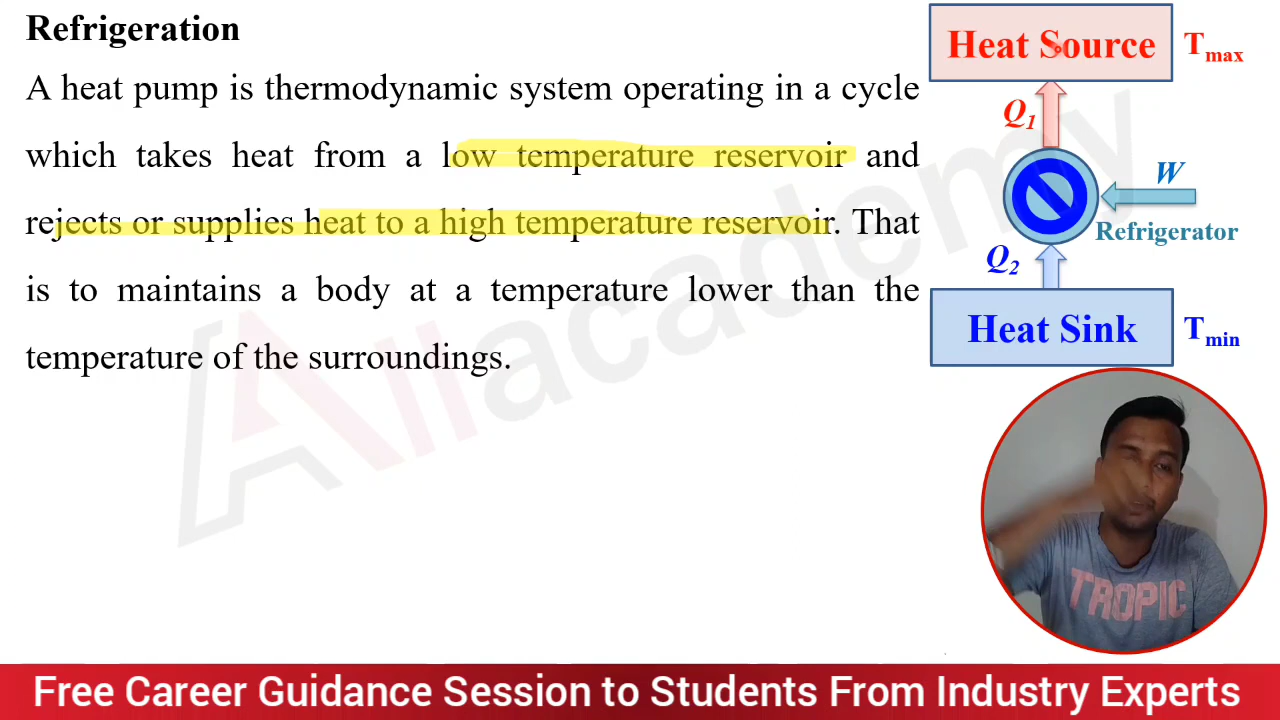 Refrigeration
A heat pump is thermodynamic system operating in a cycle
which takes heat from a low temperature reservoir and
rejects or supplies heat to a high temperature reservoir. That
is to maintains a body at a temperature lower than the
temperature of the surroundings.
Heat Source
Tmax
Q1
W
Refrigerator
Q2
Heat Sink
Tmin
Allacademy
TROPIC
Free Career Guidance Session to Students From Industry Experts